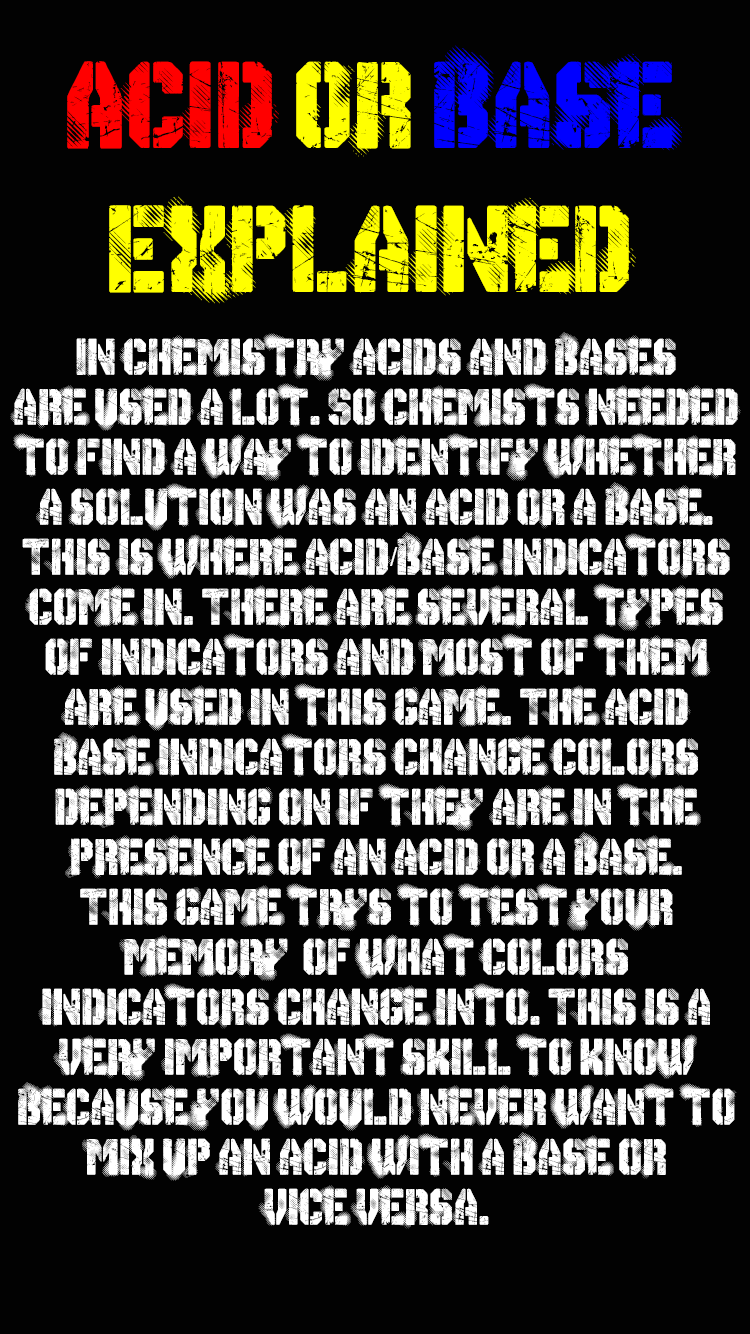 ACID OR BASE
EXPLAINED
IN CHEMISTRY ACIDS AND BASES
ARE USED A LOT. SO CHEMISTS NEEDED
TO FIND A WAY TO IDENTIFY WHETHER
A SOLUTION WAS AN ACID OR A BASE.
THIS IS WHERE ACID/BASE INDICATORS
COME IN. THERE ARE SEVERAL TYPES
OF INDICATORS AND MOST OF THEM
ARE USED IN THIS GAME. THE ACID
BASE INDICATORS CHANGE COLORS
DEPENDING ON IF THEY ARE IN THE
PRESENCE OF AN ACID OR A BASE.
THIS GAME TRYS TO TEST YOUR
MEMORY OF WHAT COLORS
INDICATORS CHANGE INTO. THIS IS A
VERY IMPORTANT SKILL TO KNOW
BECAUSE YOU WOULD NEVER WANT TO
MIX UP AN ACID WITH A BASE OR
VICE VERSA.